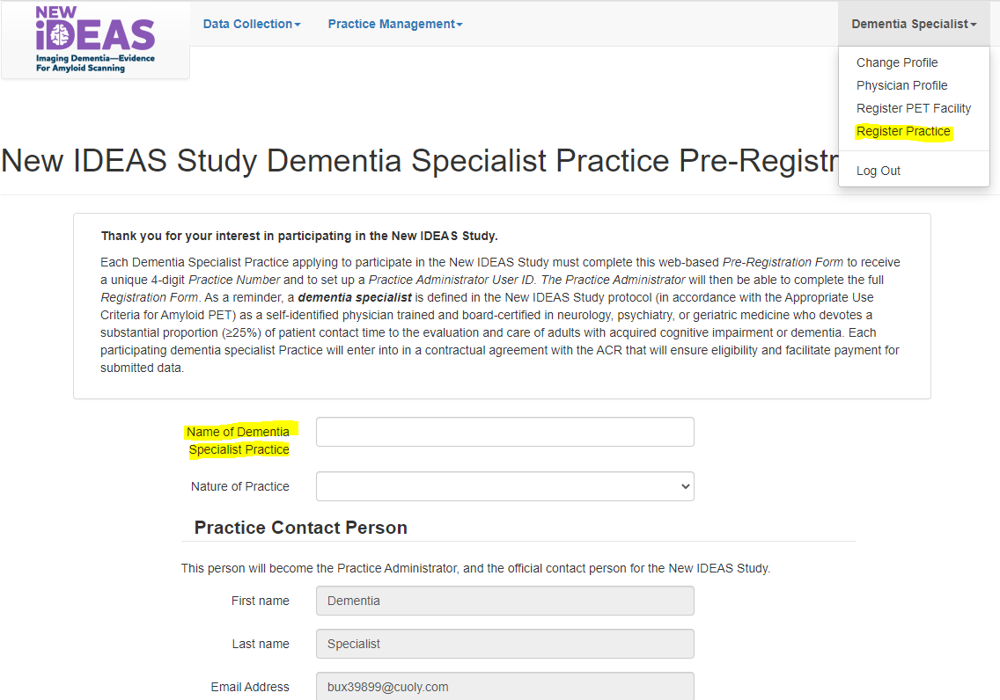 NEW
iDEAS
Imaging Dementia—Evidence
For Amyloid Scanning
Data Collection
Practice Management
Dementia Specialist
Change Profile
Physician Profile
Register PET Facility
Register Practice
Log Out
New IDEAS Study Dementia Specialist Practice Pre-Registr
Thank you for your interest in participating in the New IDEAS Study.
Each Dementia Specialist Practice applying to participate in the New IDEAS Study must complete this web-based Pre-Registration Form to receive
a unique 4-digit Practice Number and to set up a Practice Administrator User ID. The Practice Administrator will then be able to complete the full
Registration Form. As a reminder, a dementia specialist is defined in the New IDEAS Study protocol (in accordance with the Appropriate Use
Criteria for Amyloid PET) as a self-identified physician trained and board-certified in neurology, psychiatry, or geriatric medicine who devotes a
substantial proportion (≥25%) of patient contact time to the evaluation and care of adults with acquired cognitive impairment or dementia. Each
participating dementia specialist Practice will enter into in a contractual agreement with the ACR that will ensure eligibility and facilitate payment for
submitted data.
Name of Dementia
Specialist Practice
Nature of Practice
Practice Contact Person
This person will become the Practice Administrator, and the official contact person for the New IDEAS Study.
First name
Dementia
Last name
Specialist
Email Address
bux39899@cuoly.com